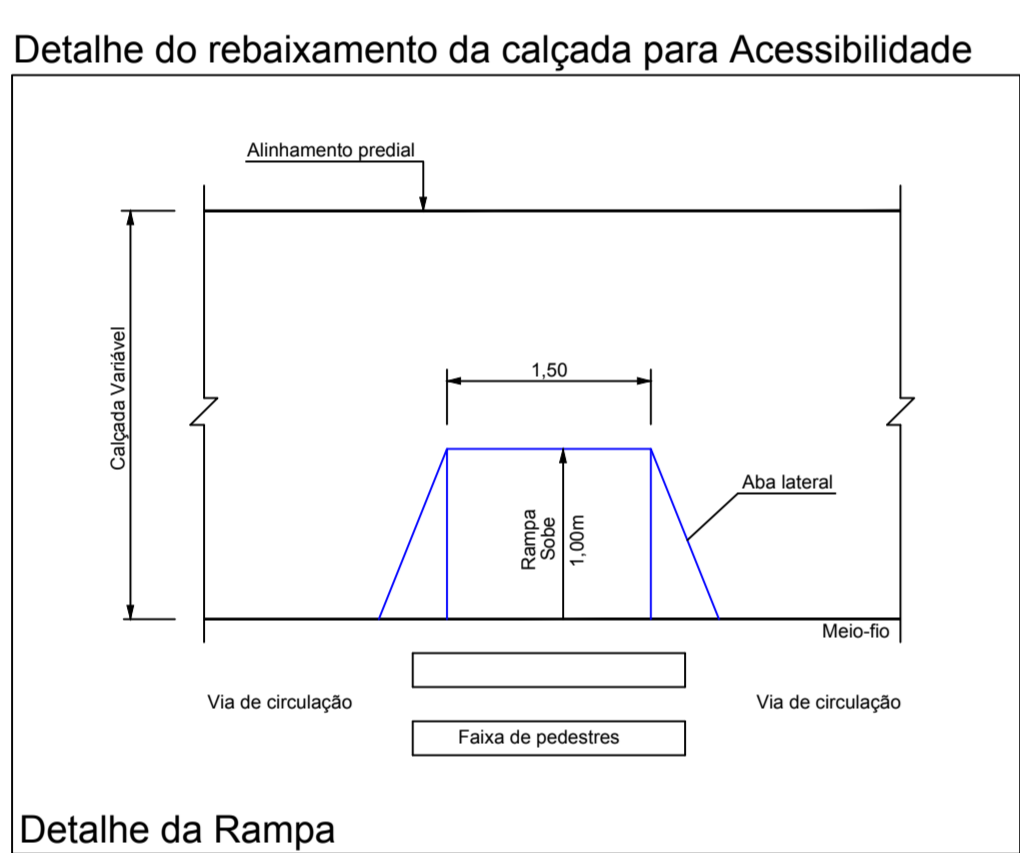 Detalhe do rebaixamento da calçada para Acessibilidade
Alinhamento predial
Calçada Variável
1,50
Aba lateral
Rampa
Sobe
1,00m
Meio-fio
Via de circulação
Via de circulação
Faixa de pedestres
Detalhe da Rampa